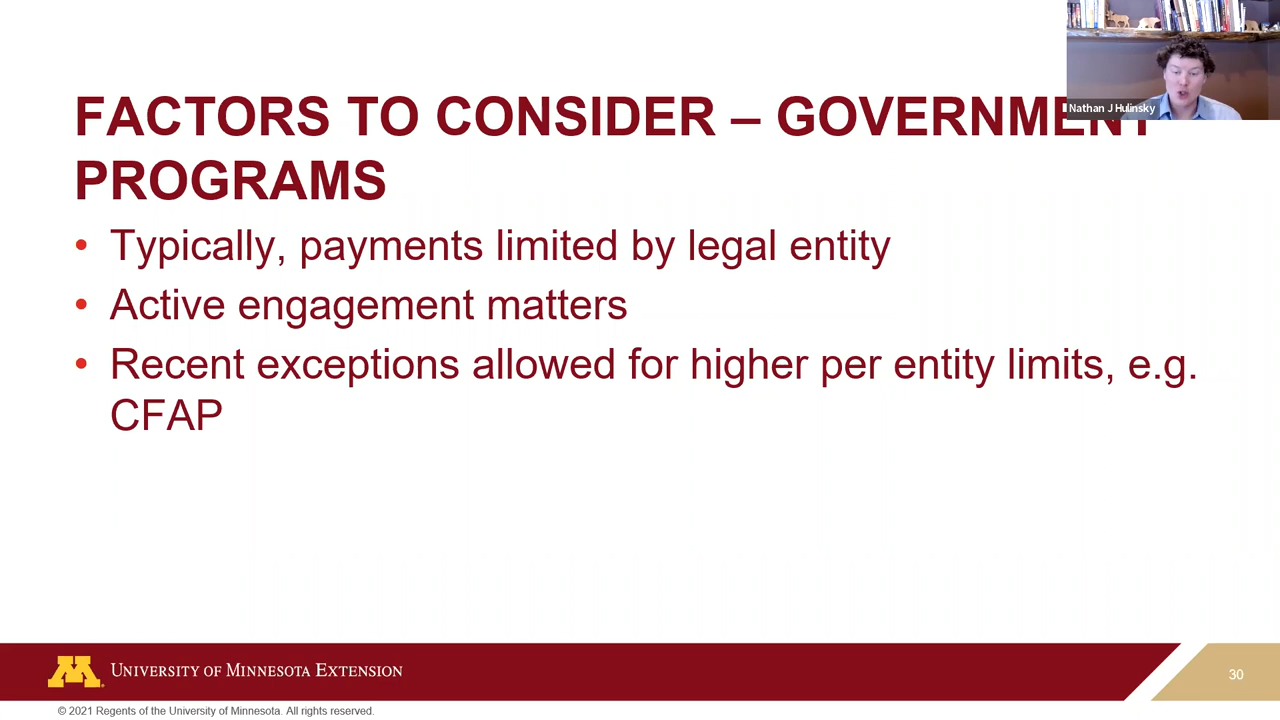 FACTORS TO CONSIDER – GOVERNMENT
PROGRAMS
• Typically, payments limited by legal entity
• Active engagement matters
• Recent exceptions allowed for higher per entity limits, e.g.
CFAP
Nathan J Hulinsky
UNIVERSITY OF MINNESOTA EXTENSION
30
© 2021 Regents of the University of Minnesota. All rights reserved.